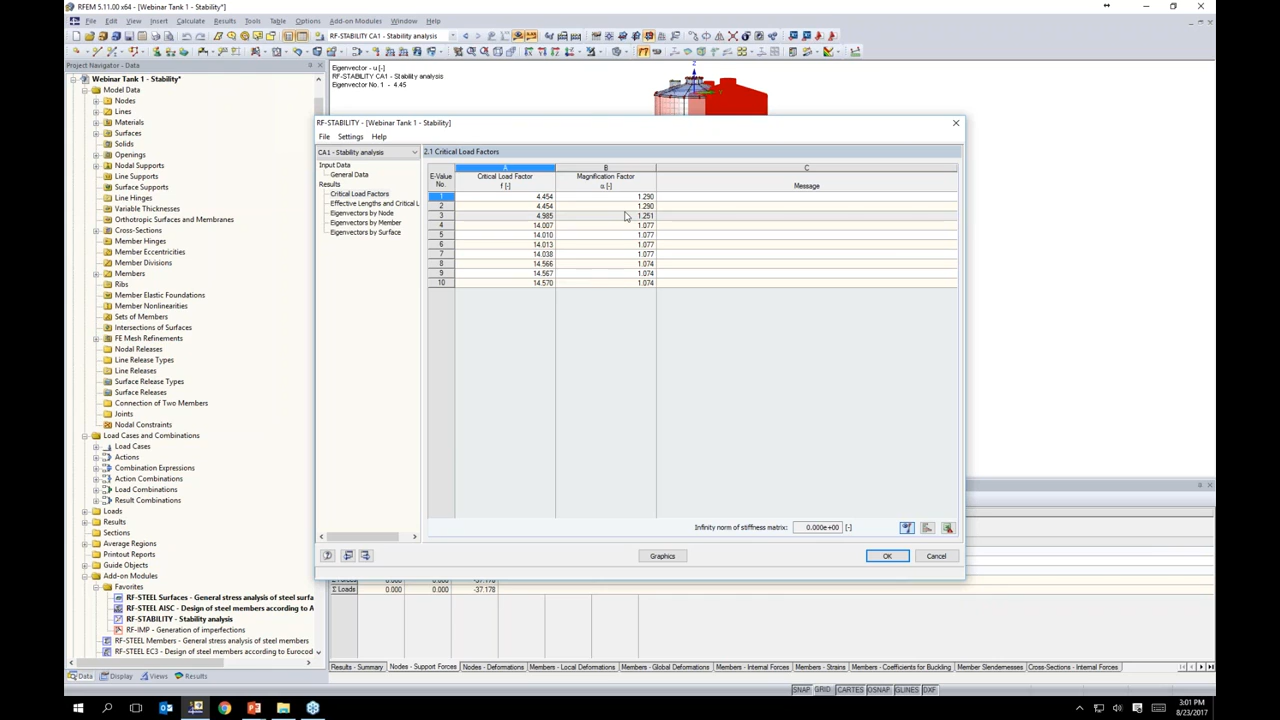 RFEM 5.11.00 x64 - [Webinar Tank 1 - Stability*]
File Edit View Insert Calculate Results Tools Table Options Add-on Modules Window Help
RF-STABILITY CA1 - Stability analysis
Project Navigator - Data
Webinar Tank 1 - Stability*
Model Data
Nodes
Lines
Materials
Surfaces
Solids
Openings
Nodal Supports
Line Supports
Surface Supports
Line Hinges
Variable Thicknesses
Orthotropic Surfaces and Membranes
Cross-Sections
Member Hinges
Member Eccentricities
Member Divisions
Members
Ribs
Member Elastic Foundations
Member Nonlinearities
Sets of Members
Intersections of Surfaces
FE Mesh Refinements
Nodal Releases
Line Release Types
Line Releases
Surface Release Types
Surface Releases
Connection of Two Members
Joints
Nodal Constraints
Load Cases and Combinations
Load Cases
Actions
Combination Expressions
Action Combinations
Load Combinations
Result Combinations
Loads
Results
Sections
Average Regions
Printout Reports
Guide Objects
Add-on Modules
Favorites
RF-STEEL Surfaces - General stress analysis of steel surfa
RF-STEEL AISC - Design of steel members according to A
RF-STABILITY - Stability analysis
RF-IMP - Generation of imperfections
RF-STEEL Members - General stress analysis of steel members
RF-STEEL EC3 - Design of steel members according to Eurocod
Data Display Views Results
Eigenvector - u [-]
RF-STABILITY CA1 - Stability analysis
Eigenvector No. 1 - 4.45
Z
Y
RF-STABILITY - [Webinar Tank 1 - Stability]
File Settings Help
CA1 - Stability analysis
Input Data
General Data
Results
Critical Load Factors
Effective Lengths and Critical L
Eigenvectors by Node
Eigenvectors by Member
Eigenvectors by Surface
2.1 Critical Load Factors
A B C
E-Value Critical Load Factor Magnification Factor
No. f [-] α [-] Message
1 4.454 1.290
2 4.454 1.290
3 4.985 1.251
4 14.007 1.077
5 14.010 1.077
6 14.013 1.077
7 14.038 1.077
8 14.566 1.074
9 14.567 1.074
10 14.570 1.074
Infinity norm of stiffness matrix: 0.000e+00 [-]
Graphics OK Cancel
Σ Forces 0.000 0.000 -37.178
Σ Loads 0.000 0.000 -37.178
Results - Summary Nodes - Support Forces Nodes - Deformations Members - Local Deformations Members - Global Deformations Members - Internal Forces Members - Strains Members - Coefficients for Buckling Member Slendernesses Cross-Sections - Internal Forces
SNAP GRID CARTES OSNAP GLINES DXF
3:01 PM
8/23/2017